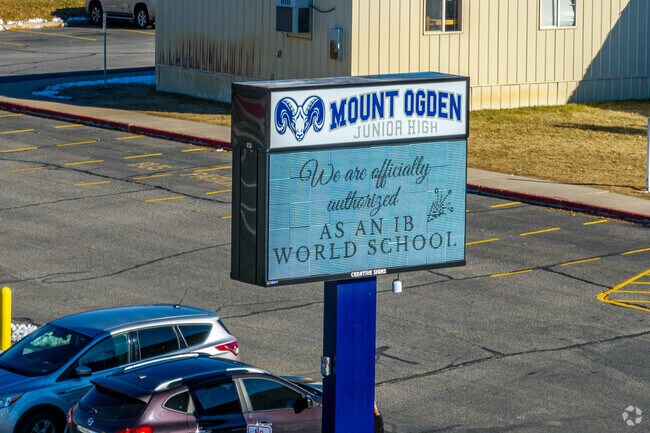 MOUNT OGDEN
JUNIOR HIGH
We are officially
authorized
AS AN IB
WORLD SCHOOL
CREATIVE SIGNS